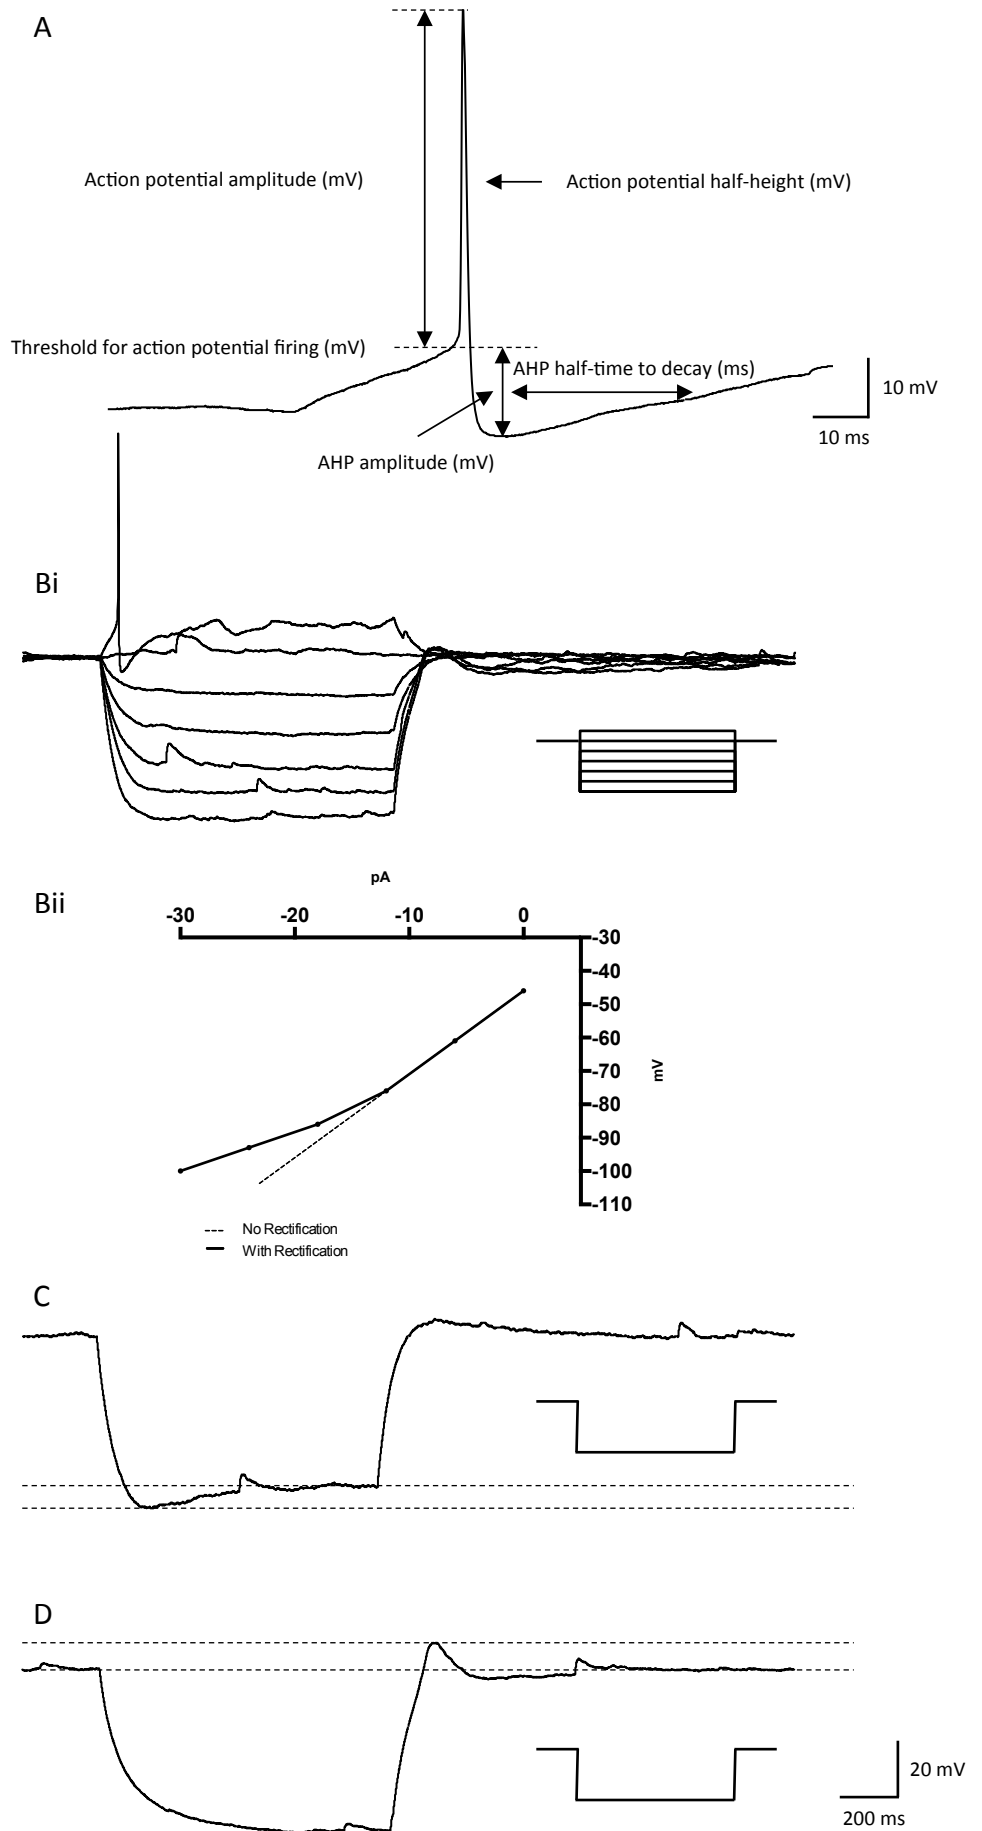 A
Action potential amplitude (mV)
Action potential half-height (mV)
Threshold for action potential firing (mV)
AHP half-time to decay (ms)
10 mV
10 ms
AHP amplitude (mV)
Bi
Bii
pA
-30 -20 -10 0
-30
-40
-50
-60
-70
-80
-90
-100
-110
mV
No Rectification
With Rectification
C
D
20 mV
200 ms